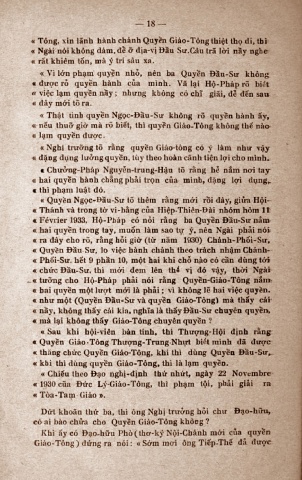 — 18 —
« Tông, xin lãnh hành chánh Quyền Giáo-Tông thiệt thọ đi, thì
« Ngài nói không dám, để ở địa-vị Đầu Sư. Câu trả lời nầy nghe
« rất khiêm tốn, mà ý trí sâu xa.
« Vì lớn phạm quyền nhỏ, nên ba Quyền Đầu-Sư không
« được rõ quyền hành của mình. Vả lại Hộ-Pháp rõ biết
« việc lạm quyền nầy; nhưng không có chỉ giải, để đến sau
« đây mới tỏ ra.
« Thật tình quyền Ngọc-Đầu-Sư không rõ quyền hành ấy,
« nếu thuở giờ mà rõ biết, thì quyền Giáo-Tông không thế nào
« lạm quyền được.
« Nghị trưởng tỏ rằng quyền Giáo-tông có ý làm như vậy
« đặng dụng lưởng quyền, tùy theo hoàn cảnh tiện lợi cho mình.
« Chưởng-Pháp Nguyễn-trung-Hậu tỏ rằng hể nắm nơi tay
« hai quyền hành chẳng phải trọn của mình, đặng lợi dụng,
« thì phạm luật đó.
« Quyền Ngọc-Đầu-Sư tỏ thêm rằng mới rồi đây, giửa Hội-
« Thánh và trong tờ vi-bằng của Hiệp-Thiên-Đài nhóm hôm 11
« Février 1933, Hộ-Pháp có nói rằng ba Quyền Đầu-Sư nắm
« hai quyền trong tay, muốn làm sao tự ý, nên Ngài phải nói
« ra đây cho rõ, rằng hồi giờ (từ năm 1930) Chánh-Phối-Sư,
« Quyền Đầu Sư, lo việc hành chánh theo trách nhậm Chánh-
« Phối-Sư. hết 9 phần 10, một hai khi chỗ nào có cần dùng tới
« chức Đầu-Sư. thì mới đem lên thế vị đó vậy, thời Ngài
« tưởng cho Hộ-Pháp phải nói rằng Quyền-Giáo-Tông nắm
« hai quyền một lượt mới là phải; vì không lẽ hai việc quyền.
« như một (Quyền Đầu-Sư và quyền Giáo-Tông) mà thấy cái
« nầy, không thấy cái kia, nghĩa là thấy Đầu-Sư chuyên quyền,
« mà lại không thấy Giáo-Tông chuyên quyền ?
« Sau khi hội-viên bàn tính, thì Thượng-Hội định rằng
« Quyền Giáo-Tông Thượng-Trung-Nhựt biết mình đã được
« thăng chức Quyền Giáo-Tông, khi thì dùng Quyền Đầu-Sư,
« khi thì dùng quyền Giáo-Tông, thì là lạm quyền.
« Chiếu theo Đạo nghị-định thứ nhứt, ngày 22 Novembre
« 1930 của Đức Lý-Giáo-Tông, thì phạm tội, phải giải ra
« Tòa-Tam Giáo ».
Dứt khoản thứ ba, thì ông Nghị trưởng hỏi chư Đạo-hữu,
có ai bào chữa cho Quyền Giáo-Tông không ?
Khi ấy có Đạo-hữu Phò (thơ-ký Nội-Chánh mới của quyền
Giáo-Tông) đứng ra nói: « Sớm mơi ông Tiếp-Thế đã được